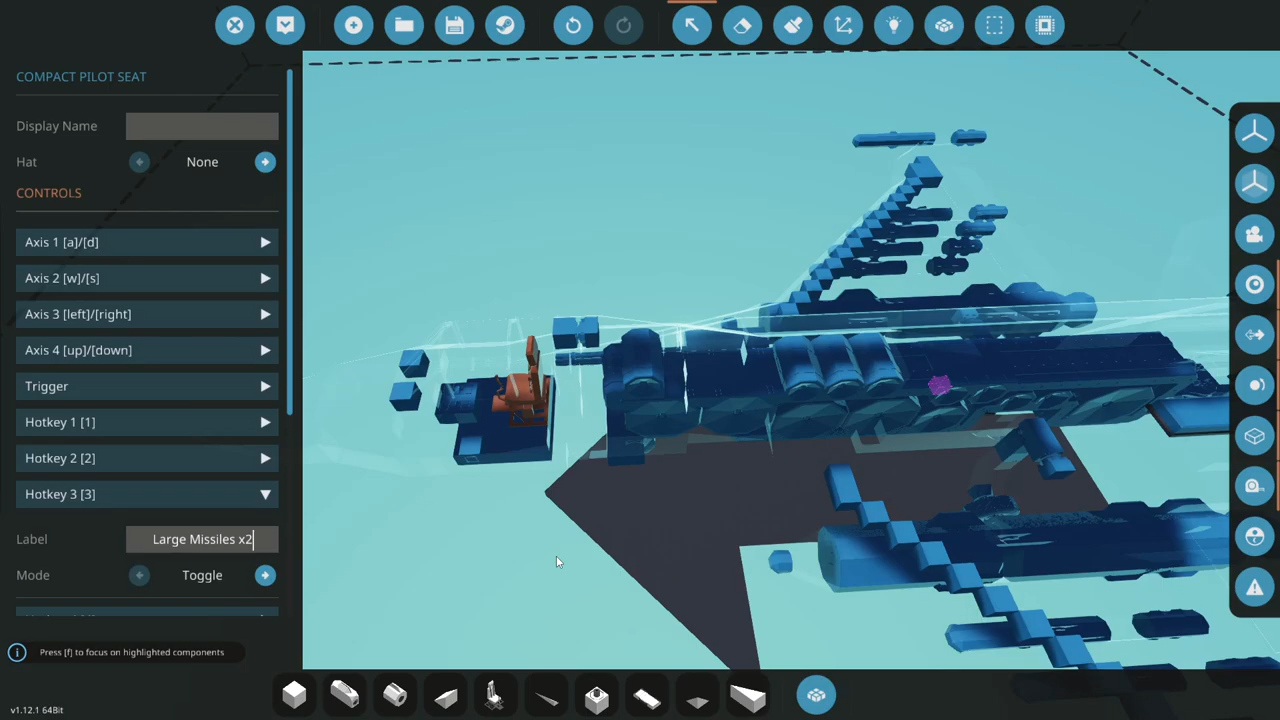 COMPACT PILOT SEAT
Display Name
Hat None
CONTROLS
Axis 1 [a]/[d]
Axis 2 [w]/[s]
Axis 3 [left]/[right]
Axis 4 [up]/[down]
Trigger
Hotkey 1 [1]
Hotkey 2 [2]
Hotkey 3 [3]
Label Large Missiles x2
Mode Toggle
Press [f] to focus on highlighted components
v1.12.1 64Bit